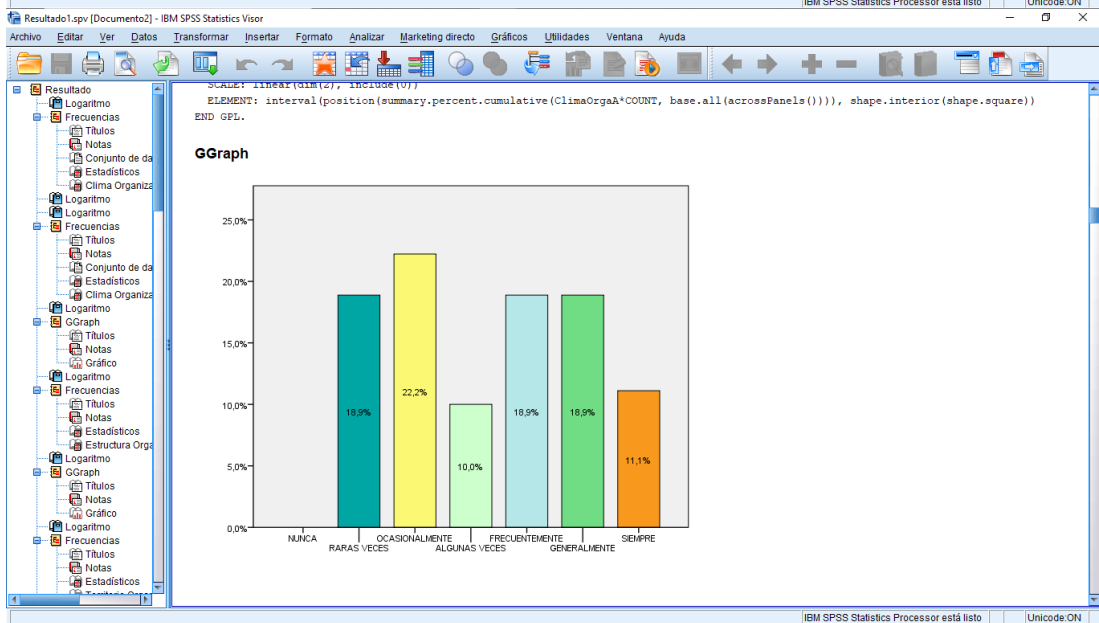 IBM SPSS Statistics Processor está listo Unicode:ON
Resultado1.spv [Documento2] - IBM SPSS Statistics Visor
Archivo Editar Ver Datos Transformar Insertar Formato Analizar Marketing directo Gráficos Utilidades Ventana Ayuda
Resultado
Logaritmo
Frecuencias
Títulos
Notas
Conjunto de da
Estadísticos
Clima Organiza
Logaritmo
Logaritmo
Frecuencias
Títulos
Notas
Conjunto de da
Estadísticos
Clima Organiza
Logaritmo
GGraph
Títulos
Notas
Gráfico
Logaritmo
Frecuencias
Títulos
Notas
Estadísticos
Estructura Orga
Logaritmo
GGraph
Títulos
Notas
Gráfico
Logaritmo
Frecuencias
Títulos
Notas
Estadísticos
SCALE: linear(dim(2), include(0))
ELEMENT: interval(position(summary.percent.cumulative(ClimaOrgaA*COUNT, base.all(acrossPanels()))), shape.interior(shape.square))
END GPL.
GGraph
25,0%
20,0%
15,0%
10,0%
5,0%
0,0%
18,9%
22,2%
10,0%
18,9%
18,9%
11,1%
NUNCA
RARAS VECES
OCASIONALMENTE
ALGUNAS VECES
FRECUENTEMENTE
GENERALMENTE
SIEMPRE
IBM SPSS Statistics Processor está listo Unicode:ON